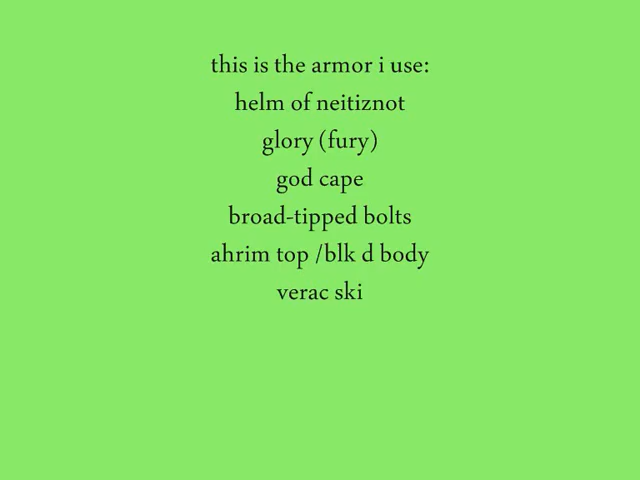 this is the armor i use:
helm of neitiznot
glory (fury)
god cape
broad-tipped bolts
ahrim top /blk d body
verac ski